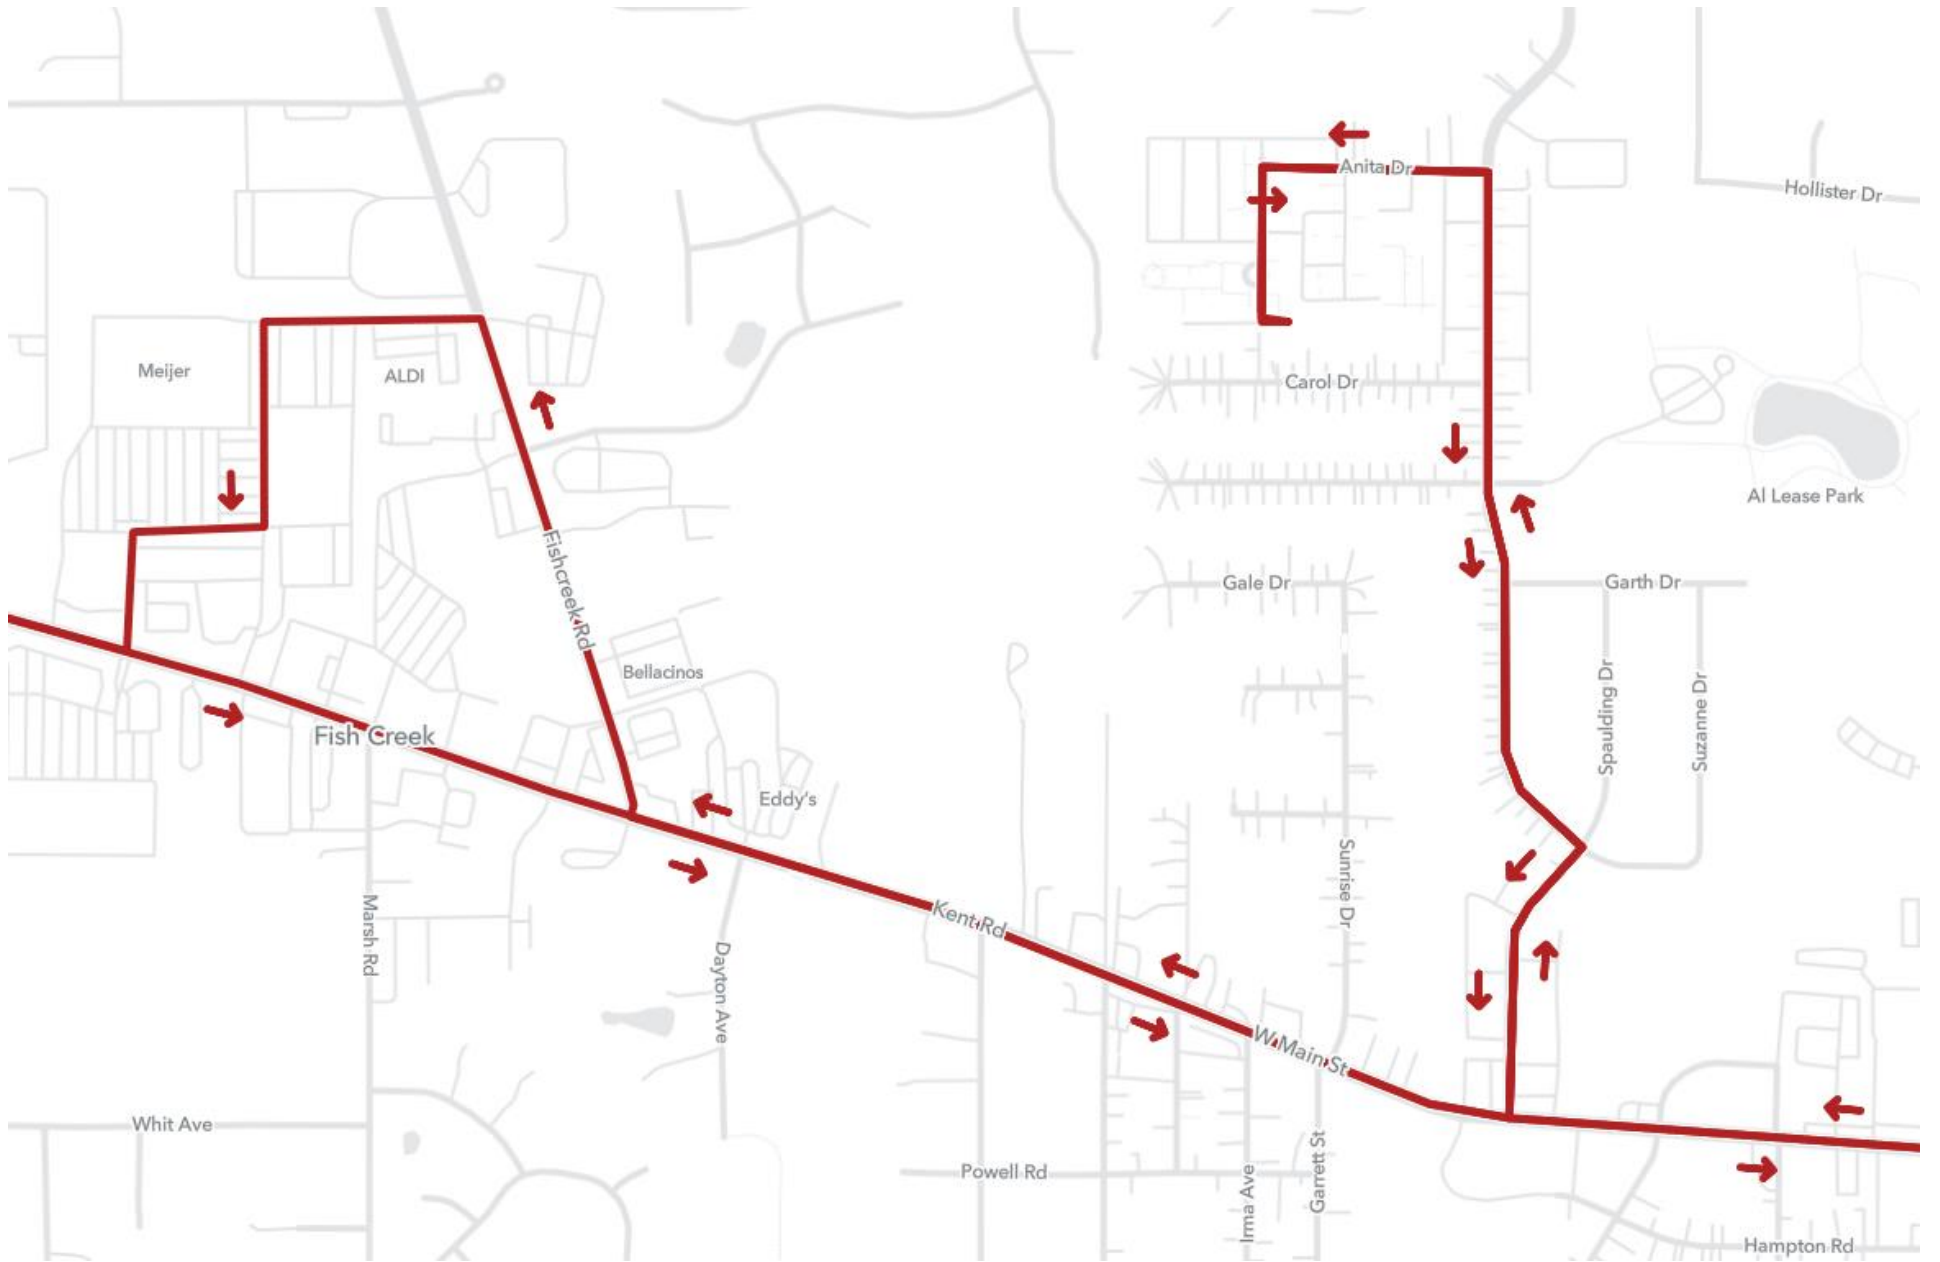 Anita Dr
Hollister Dr
Meijer
ALDI
Carol Dr
Al Lease Park
Fishcreek Rd
Gale Dr
Garth Dr
Bellacinos
Spaulding Dr
Suzanne Dr
Fish Creek
Eddy's
Sunrise Dr
Marsh Rd
Kent Rd
Dayton Ave
W Main St
Whit Ave
Powell Rd
Irma Ave
Garrett St
Hampton Rd